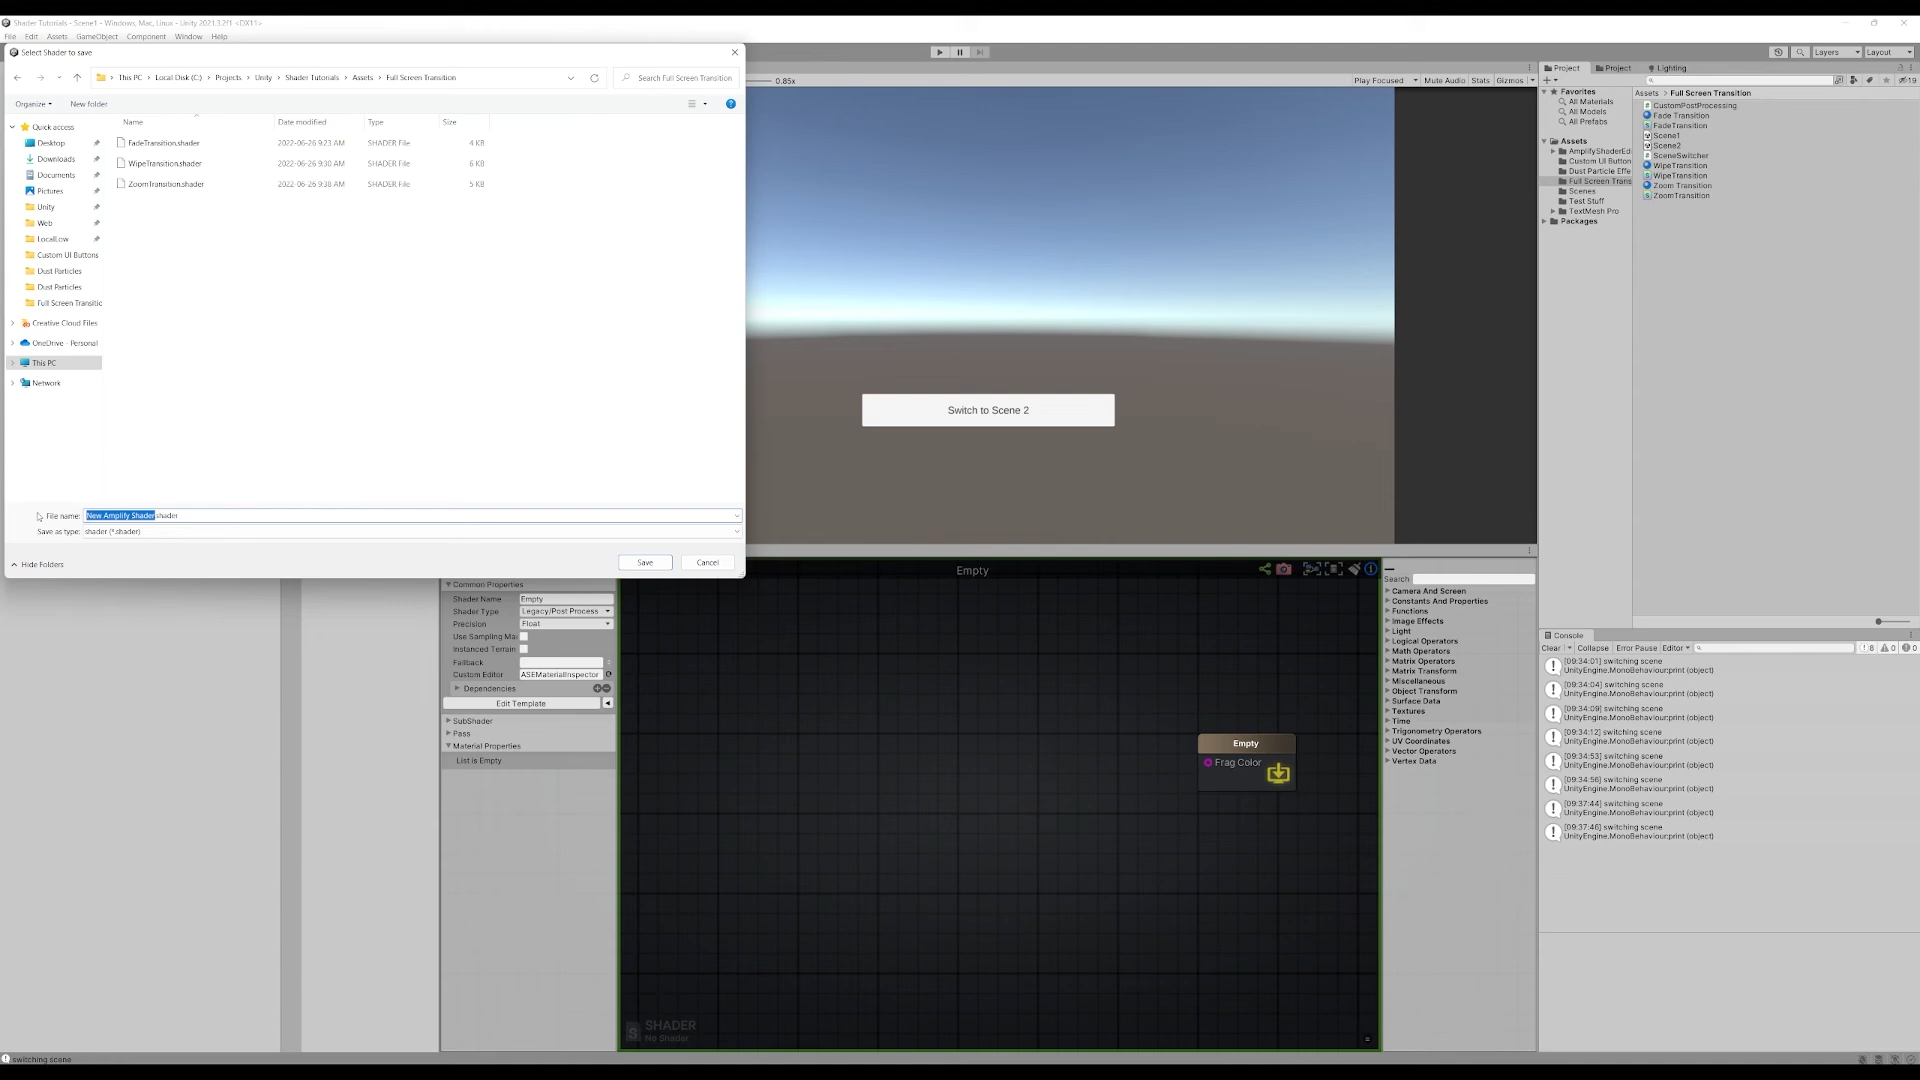 Shader Tutorials - Scene1 - Windows, Mac, Linux - Unity 2021.3.2f1 <DX11>
File Edit Assets GameObject Component Window Help
Select Shader to save
This PC > Local Disk (C:) > Projects > Unity > Shader Tutorials > Assets > Full Screen Transition
Search Full Screen Transition
Organize New folder
Name Date modified Type Size
FadeTransition.shader 2022-06-26 9:23 AM SHADER File 4 KB
WipeTransition.shader 2022-06-26 9:30 AM SHADER File 6 KB
ZoomTransition.shader 2022-06-26 9:38 AM SHADER File 5 KB
Quick access
Desktop
Downloads
Documents
Pictures
Unity
Web
LocalLow
Custom UI Buttons
Dust Particles
Dust Particles
Full Screen Transitic
Creative Cloud Files
OneDrive - Personal
This PC
Network
File name: New Amplify Shader.shader
Save as type: shader (*.shader)
Hide Folders
Save Cancel
Layers Layout
0.85x Play Focused Mute Audio Stats Gizmos
Switch to Scene 2
Project Project Lighting
19
Favorites
All Materials
All Models
All Prefabs
Assets
AmplifyShaderEdi
Custom UI Button
Dust Particle Effe
Full Screen Trans
Scenes
Test Stuff
TextMesh Pro
Packages
Assets > Full Screen Transition
CustomPostProcessing
Fade Transition
FadeTransition
Scene1
Scene2
SceneSwitcher
WipeTransition
WipeTransition
Zoom Transition
ZoomTransition
Common Properties
Shader Name Empty
Shader Type Legacy/Post Process
Precision Float
Use Sampling Ma
Instanced Terrain
Fallback
Custom Editor ASEMaterialInspector
Dependencies
Edit Template
SubShader
Pass
Material Properties
List is Empty
Empty
Empty
Frag Color
SHADER
No Shader
Search
Camera And Screen
Constants And Properties
Functions
Image Effects
Light
Logical Operators
Math Operators
Matrix Operators
Matrix Transform
Miscellaneous
Object Transform
Surface Data
Textures
Time
Trigonometry Operators
UV Coordinates
Vector Operators
Vertex Data
Console
Clear Collapse Error Pause Editor 8 0 0
[09:34:01] switching scene
UnityEngine.MonoBehaviour:print (object)
[09:34:04] switching scene
UnityEngine.MonoBehaviour:print (object)
[09:34:09] switching scene
UnityEngine.MonoBehaviour:print (object)
[09:34:12] switching scene
UnityEngine.MonoBehaviour:print (object)
[09:34:53] switching scene
UnityEngine.MonoBehaviour:print (object)
[09:34:56] switching scene
UnityEngine.MonoBehaviour:print (object)
[09:37:44] switching scene
UnityEngine.MonoBehaviour:print (object)
[09:37:46] switching scene
UnityEngine.MonoBehaviour:print (object)
switching scene